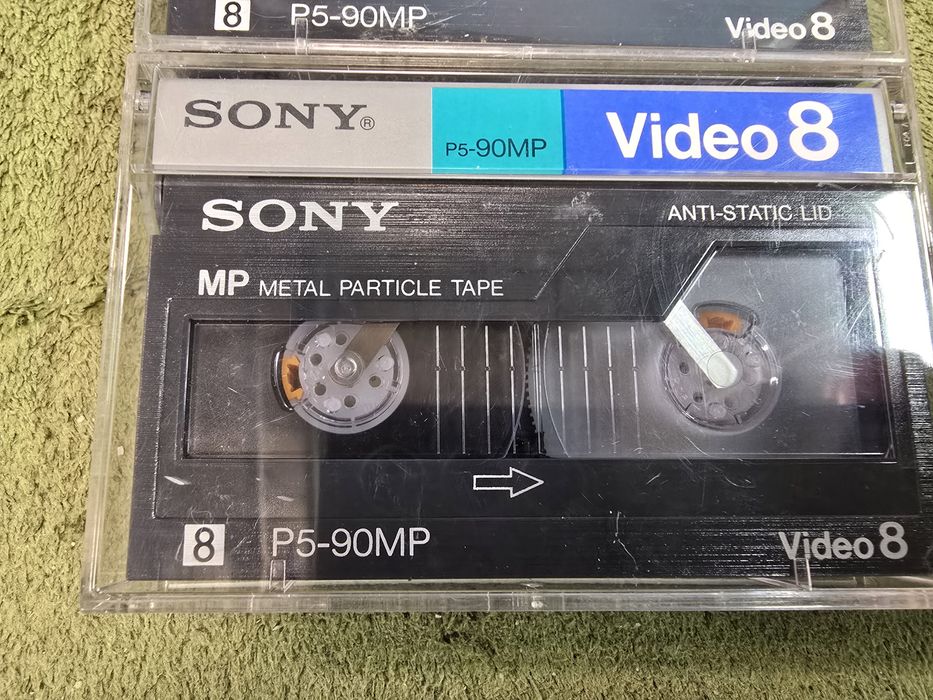 8 P5-90MP Video 8
SONY® P5-90MP Video 8
SONY ANTI-STATIC LID
MP METAL PARTICLE TAPE
8 P5-90MP Video 8